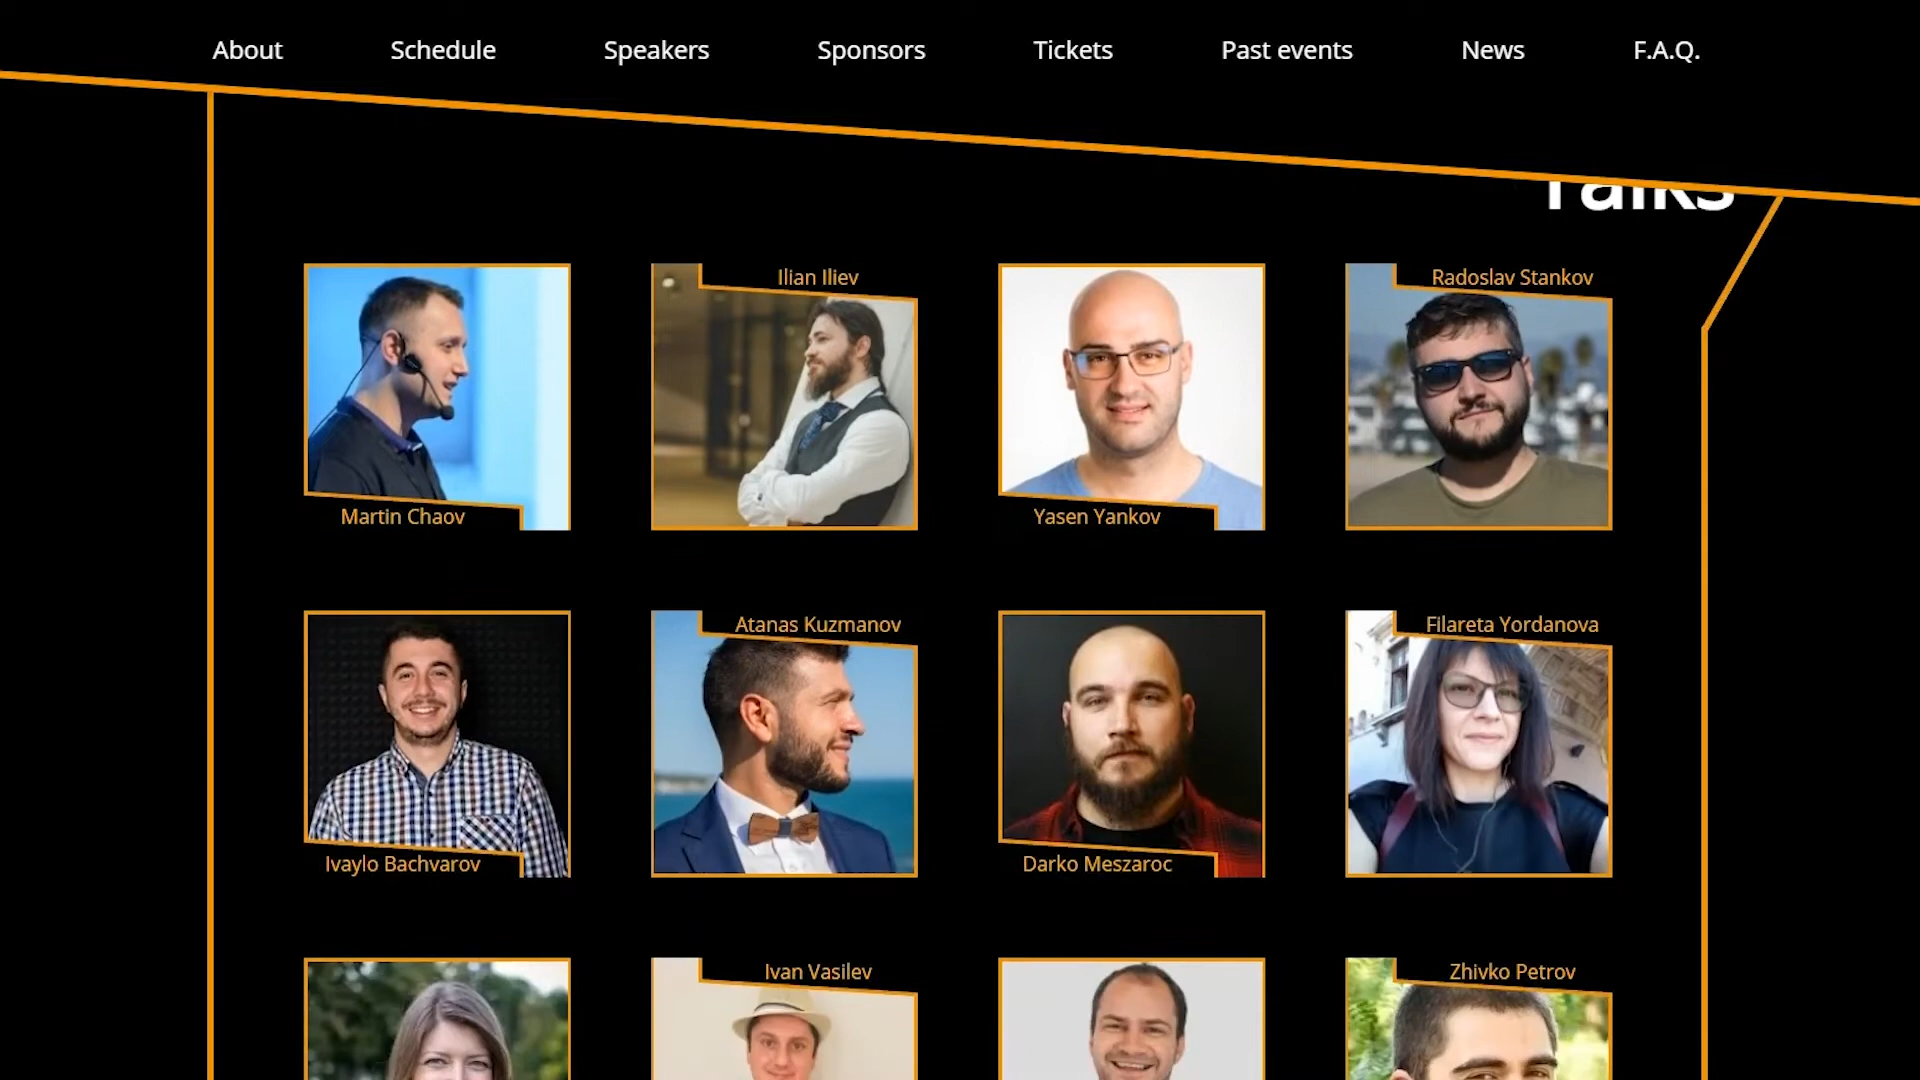 About Schedule Speakers Sponsors Tickets Past events News F.A.Q.
Talks
Ilian Iliev
Radoslav Stankov
Martin Chaov
Yasen Yankov
Atanas Kuzmanov
Filareta Yordanova
Ivaylo Bachvarov
Darko Meszaroc
Ivan Vasilev
Zhivko Petrov